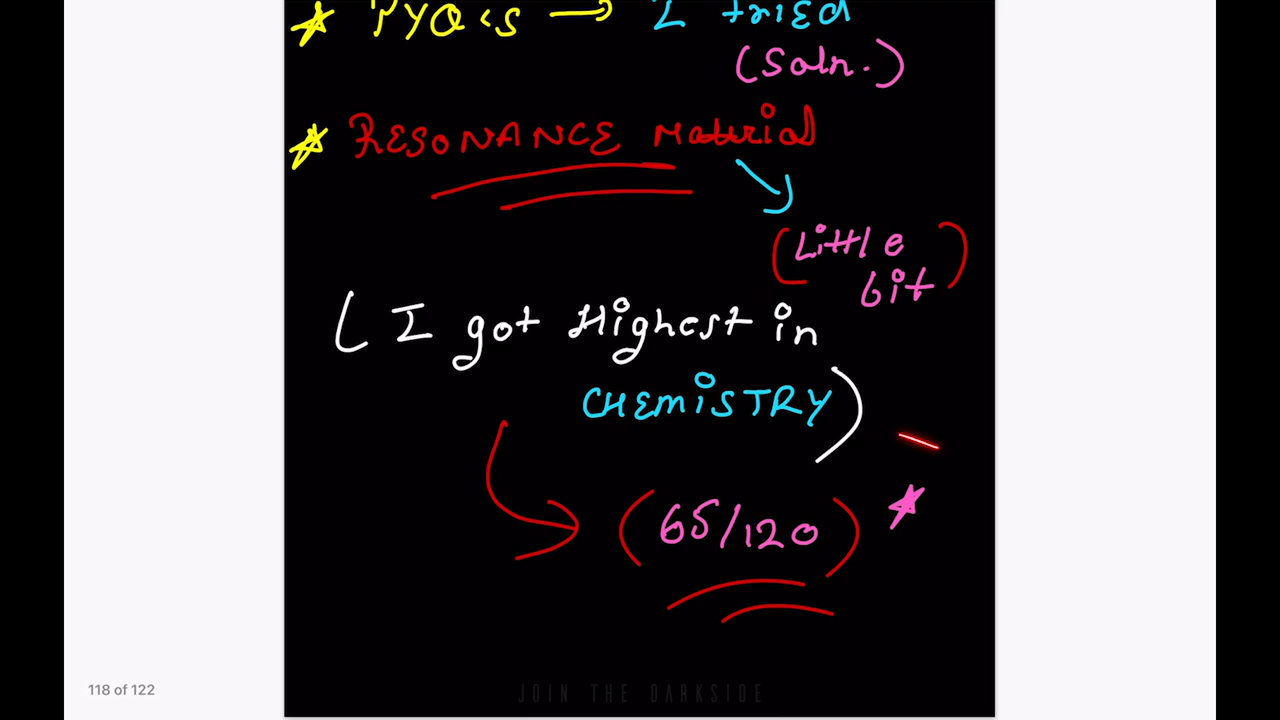 PYQ's → I tried
(Soln.)
RESONANCE Material
(Little
bit)
(I got Highest in
CHEMISTRY)
(65/120)
118 of 122
JOIN THE DARKSIDE